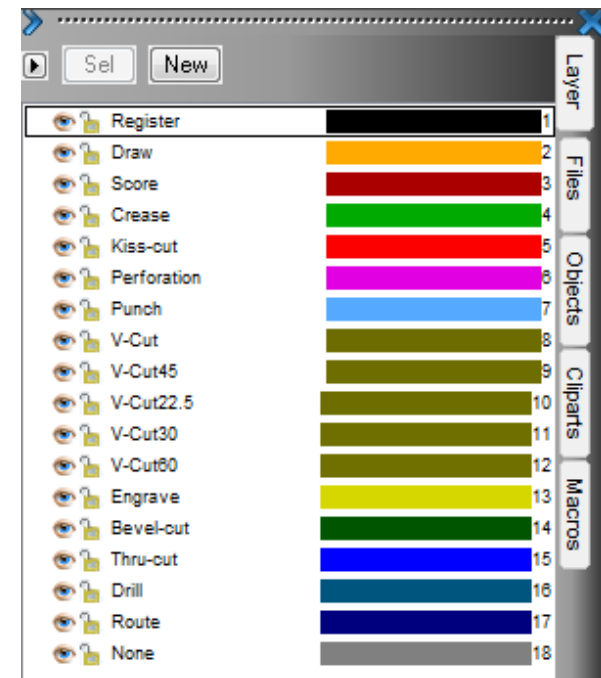 Sel New
Register 1
Draw 2
Score 3
Crease 4
Kiss-cut 5
Perforation 6
Punch 7
V-Cut 8
V-Cut45 9
V-Cut22.5 10
V-Cut30 11
V-Cut60 12
Engrave 13
Bevel-cut 14
Thru-cut 15
Drill 16
Route 17
None 18
Layer
Files
Objects
Cliparts
Macros